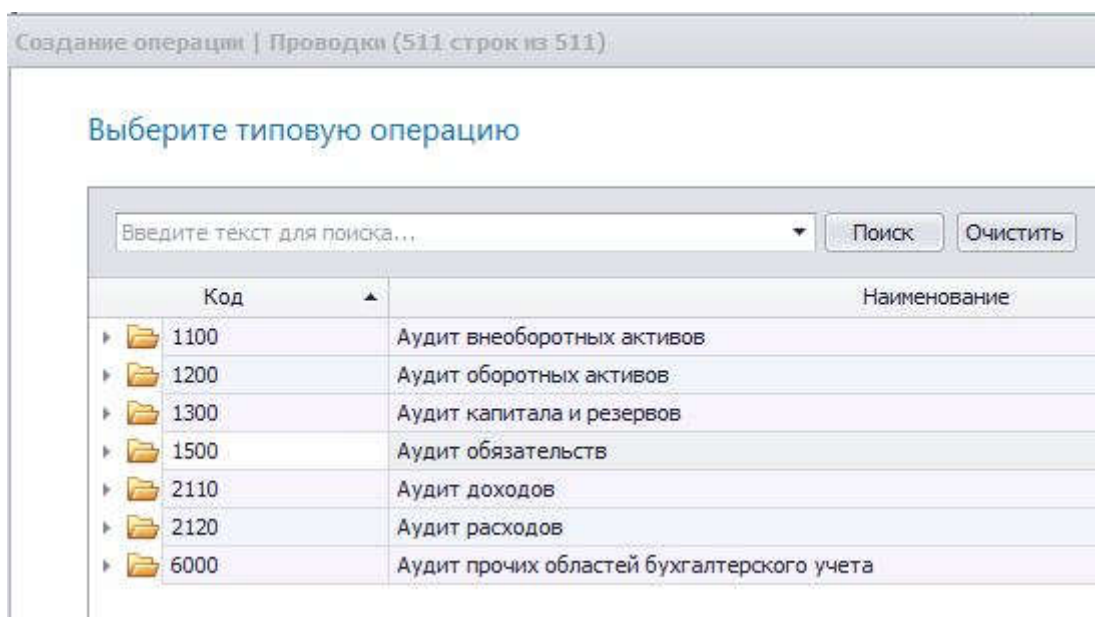 Создание операции | Проводки (511 строк из 511)
Выберите типовую операцию
Введите текст для поиска... Поиск Очистить
Код Наименование
1100 Аудит внеоборотных активов
1200 Аудит оборотных активов
1300 Аудит капитала и резервов
1500 Аудит обязательств
2110 Аудит доходов
2120 Аудит расходов
6000 Аудит прочих областей бухгалтерского учета